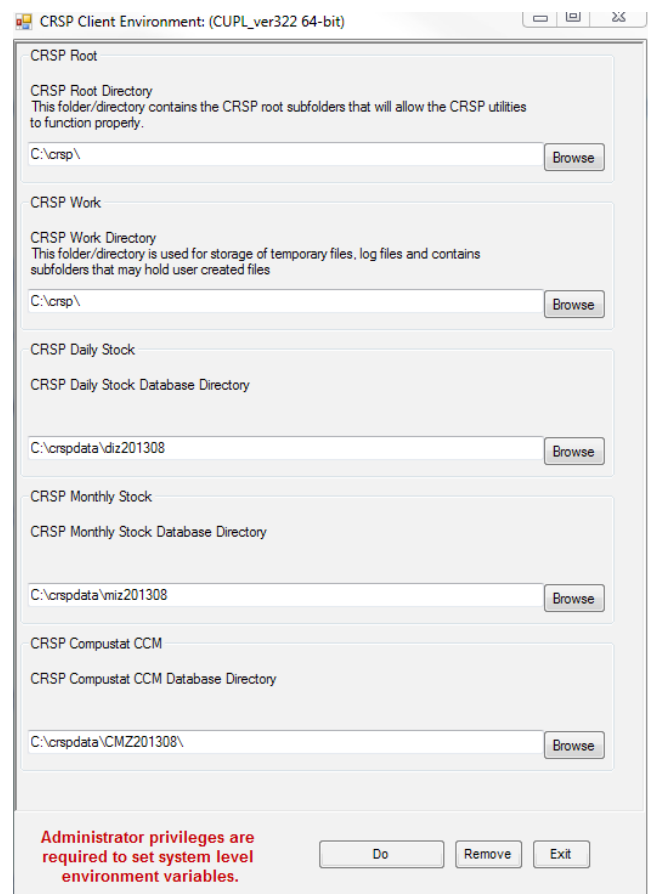 CRSP Client Environment: (CUPL_ver322 64-bit)
CRSP Root
CRSP Root Directory
This folder/directory contains the CRSP root subfolders that will allow the CRSP utilities
to function properly.
C:\crsp\
Browse
CRSP Work
CRSP Work Directory
This folder/directory is used for storage of temporary files, log files and contains
subfolders that may hold user created files
C:\crsp\
Browse
CRSP Daily Stock
CRSP Daily Stock Database Directory
C:\crspdata\diz201308
Browse
CRSP Monthly Stock
CRSP Monthly Stock Database Directory
C:\crspdata\miz201308
Browse
CRSP Compustat CCM
CRSP Compustat CCM Database Directory
C:\crspdata\CMZ201308\
Browse
Administrator privileges are
required to set system level
environment variables.
Do
Remove
Exit